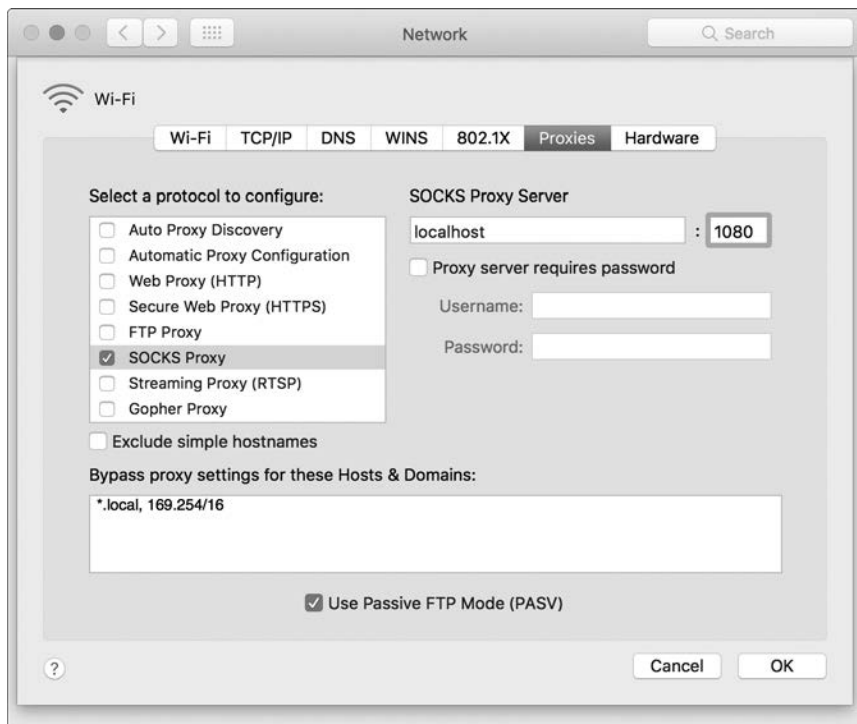 Network
Search
Wi-Fi
Wi-Fi TCP/IP DNS WINS 802.1X Proxies Hardware
Select a protocol to configure:
Auto Proxy Discovery
Automatic Proxy Configuration
Web Proxy (HTTP)
Secure Web Proxy (HTTPS)
FTP Proxy
SOCKS Proxy
Streaming Proxy (RTSP)
Gopher Proxy
Exclude simple hostnames
SOCKS Proxy Server
localhost : 1080
Proxy server requires password
Username:
Password:
Bypass proxy settings for these Hosts & Domains:
*.local, 169.254/16
Use Passive FTP Mode (PASV)
?
Cancel OK